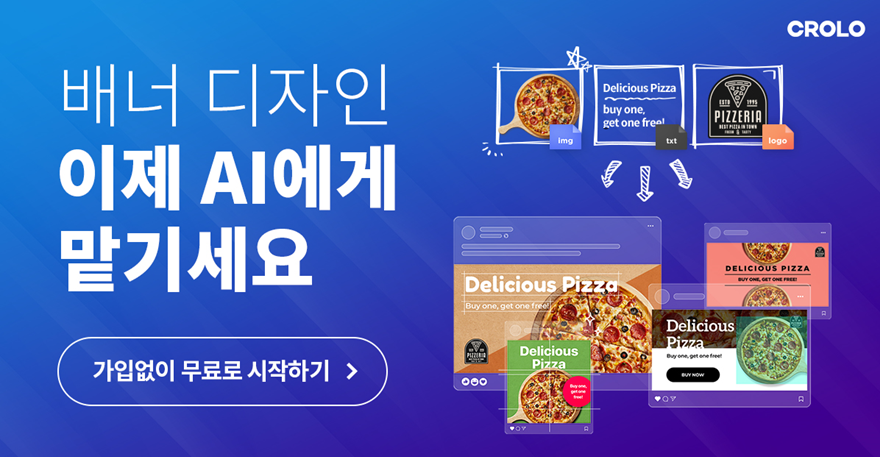 CROLO
배너 디자인
이제 AI에게
맡기세요
가입없이 무료로 시작하기
img
Delicious Pizza
buy one,
get one free!
txt
ESTD 1995
PIZZERIA
BEST PIZZA IN TOWN
FRESH & TASTY
logo
Delicious Pizza
Buy one, get one free!
PIZZERIA
DELICIOUS PIZZA
BUY ONE, GET ONE FREE!
Delicious
Pizza
Buy one, get one free!
BUY NOW
Delicious
Pizza
Buy one,
get one
free!